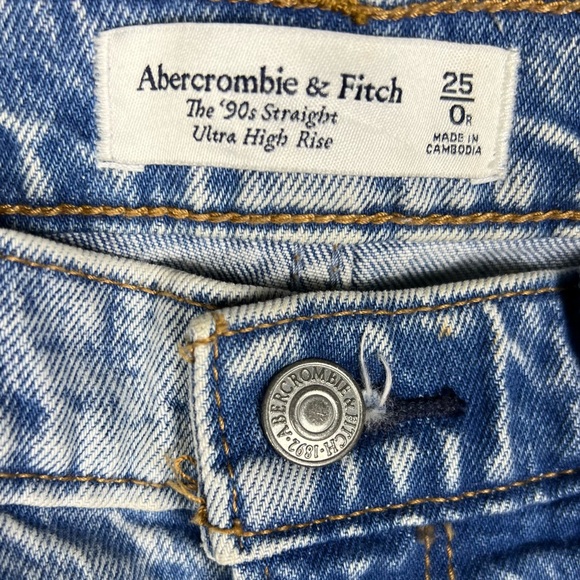 Abercrombie & Fitch
The '90s Straight
Ultra High Rise
25
0R
MADE IN
CAMBODIA
ABERCROMBIE & FITCH · 1892 ·